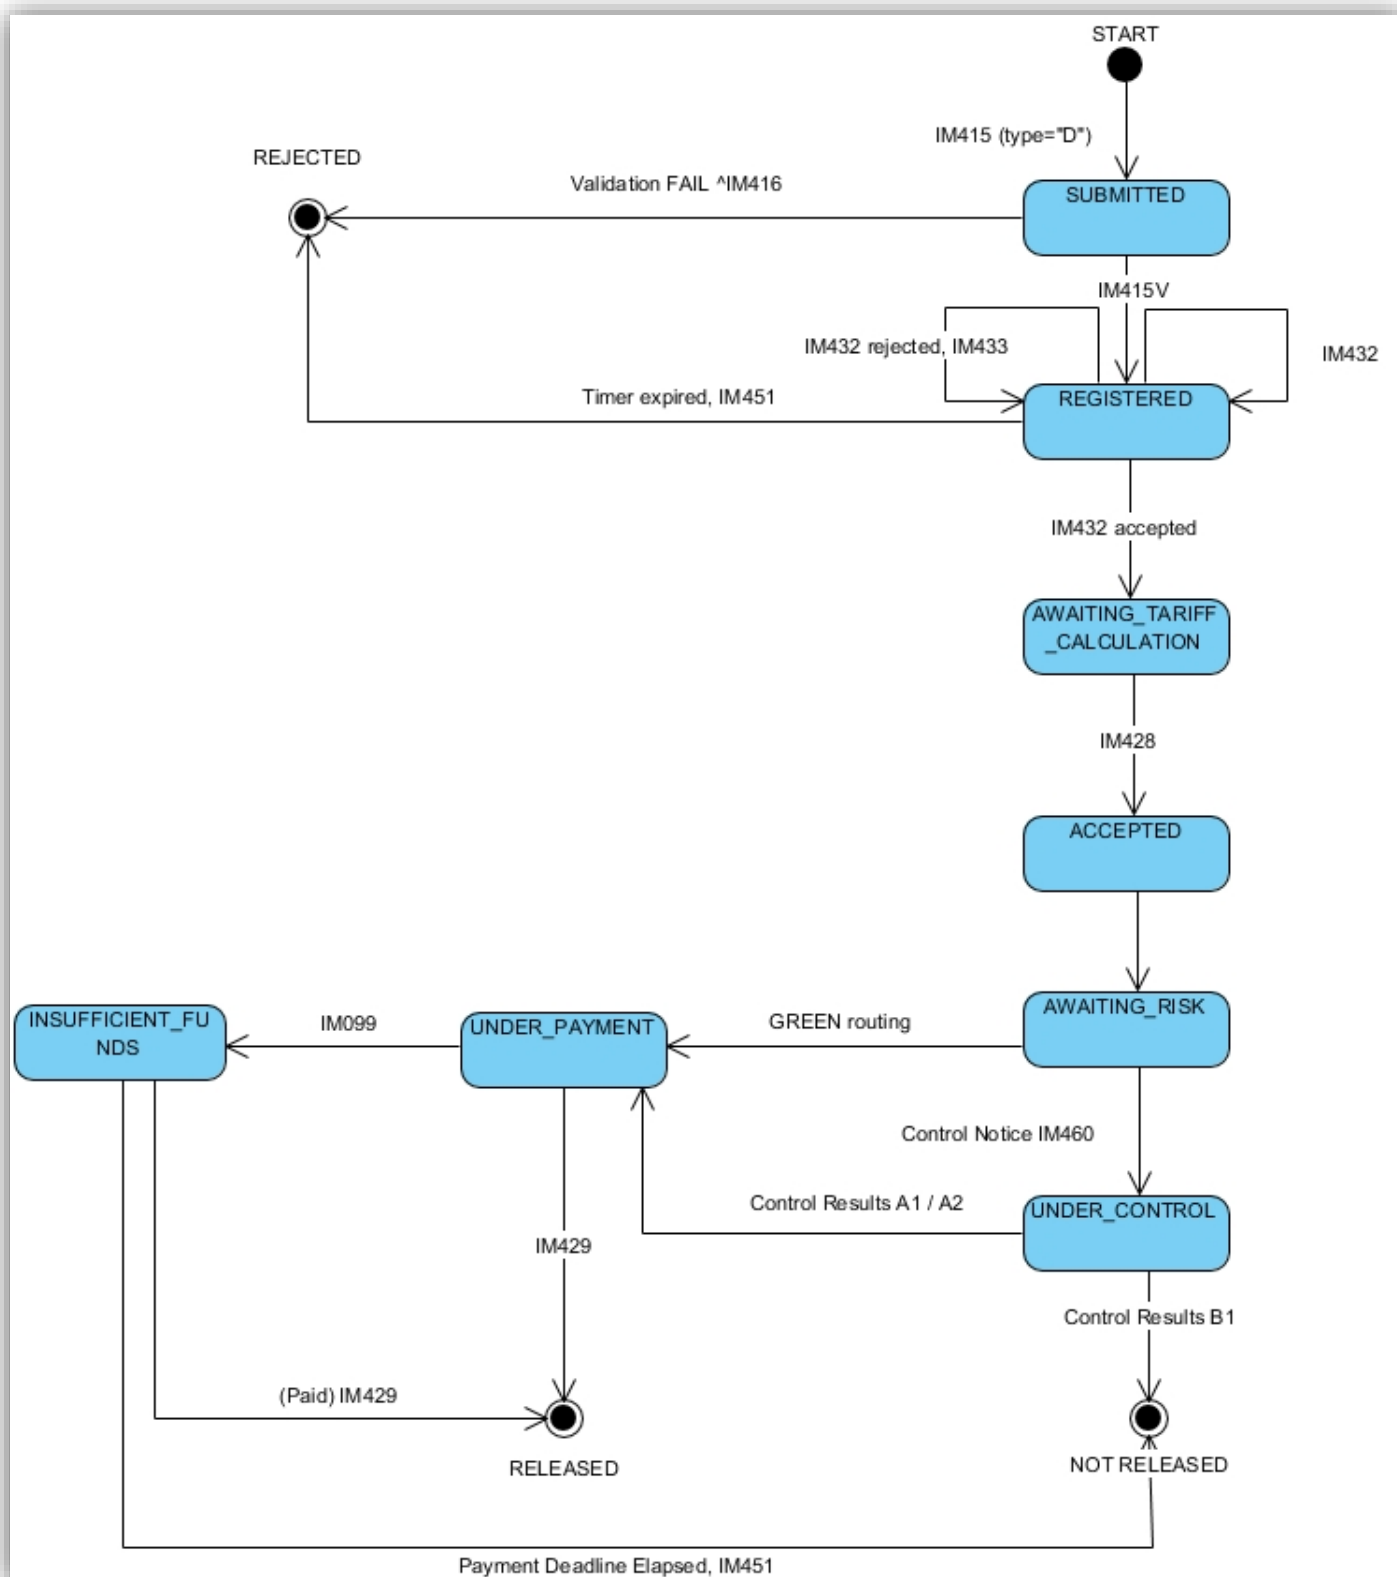 START
IM415 (type="D")
REJECTED
Validation FAIL ^IM416
SUBMITTED
IM415V
IM432 rejected, IM433
IM432
Timer expired, IM451
REGISTERED
IM432 accepted
AWAITING_TARIFF
_CALCULATION
IM428
ACCEPTED
AWAITING_RISK
INSUFFICIENT_FU
NDS
IM099
UNDER_PAYMENT
GREEN routing
Control Notice IM460
Control Results A1 / A2
UNDER_CONTROL
IM429
Control Results B1
(Paid) IM429
RELEASED
NOT RELEASED
Payment Deadline Elapsed, IM451